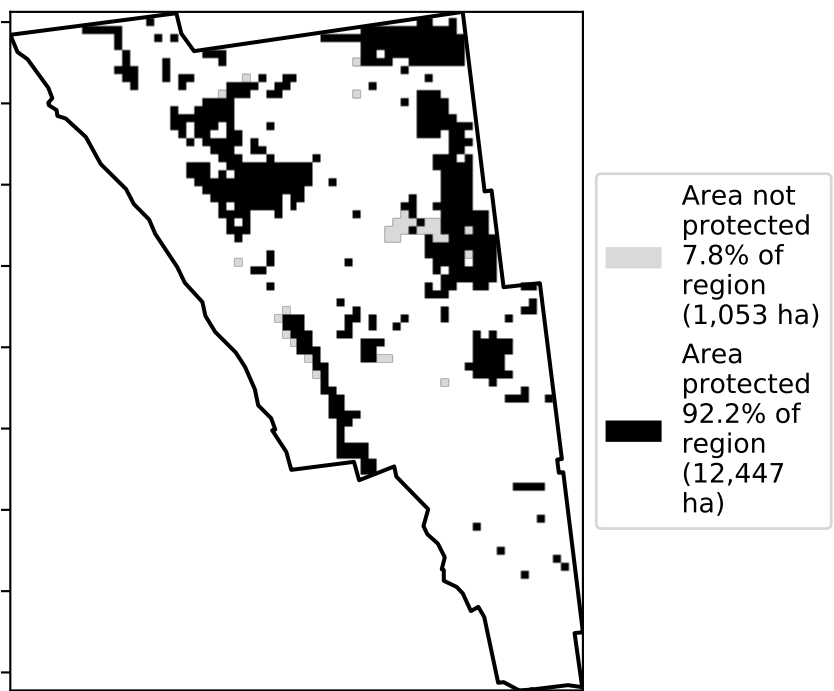 Area not
protected
7.8% of
region
(1,053 ha)
Area
protected
92.2% of
region
(12,447
ha)